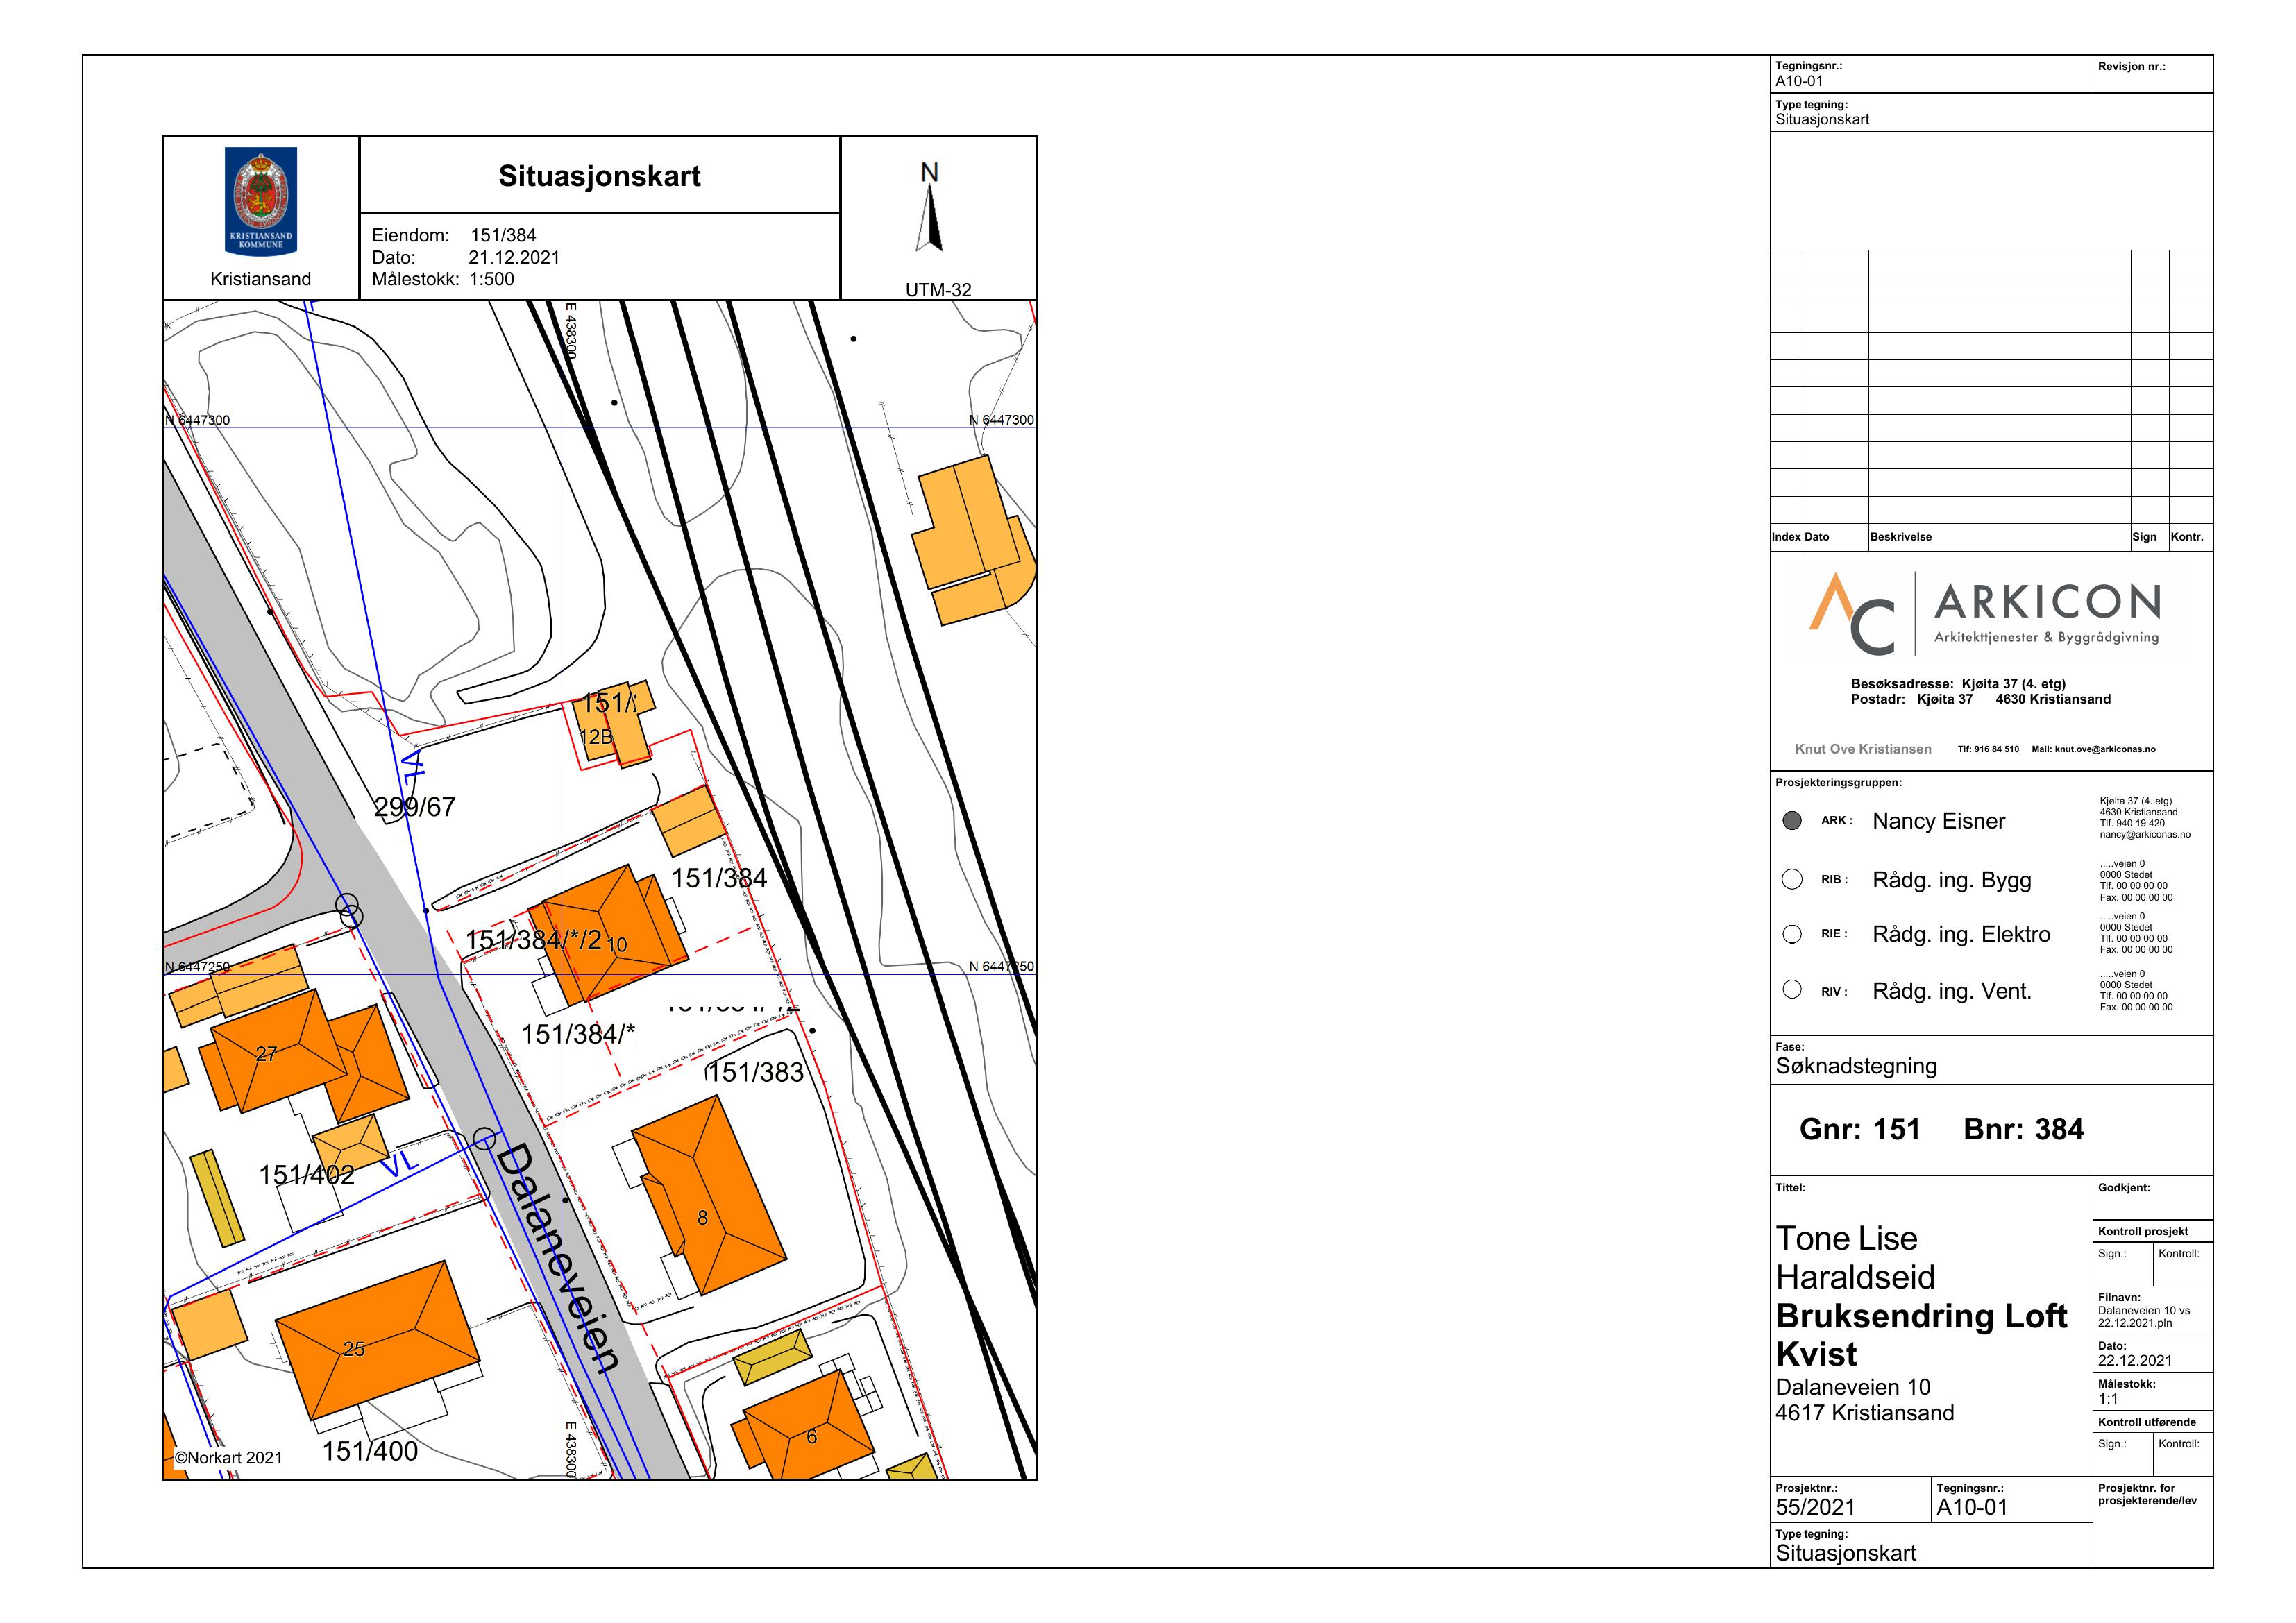 Situasjonskart
Eiendom: 151/384
Dato: 21.12.2021
Målestokk: 1:500
KRISTIANSAND
KOMMUNE
Kristiansand
N
UTM-32
E 438300
N 6447300
N 6447300
151/
12B
VL
299/67
151/384
151/384/*/2
10
N 6447250
N 6447250
151/384/*
151/383
27
151/402
VL
8
Dalaneveien
25
6
151/400
E 438300
©Norkart 2021
Tegningsnr.:
A10-01
Revisjon nr.:
Type tegning:
Situasjonskart
Index Dato Beskrivelse Sign Kontr.
AC ARKICON
Arkitekttjenester & Byggrådgivning
Besøksadresse: Kjøita 37 (4. etg)
Postadr: Kjøita 37 4630 Kristiansand
Knut Ove Kristiansen Tlf: 916 84 510 Mail: knut.ove@arkiconas.no
Prosjekteringsgruppen:
ARK : Nancy Eisner
Kjøita 37 (4. etg)
4630 Kristiansand
Tlf. 940 19 420
nancy@arkiconas.no
RIB : Rådg. ing. Bygg
.....veien 0
0000 Stedet
Tlf. 00 00 00 00
Fax. 00 00 00 00
RIE : Rådg. ing. Elektro
.....veien 0
0000 Stedet
Tlf. 00 00 00 00
Fax. 00 00 00 00
RIV : Rådg. ing. Vent.
.....veien 0
0000 Stedet
Tlf. 00 00 00 00
Fax. 00 00 00 00
Fase:
Søknadstegning
Gnr: 151 Bnr: 384
Tittel:
Tone Lise
Haraldseid
Bruksendring Loft
Kvist
Dalaneveien 10
4617 Kristiansand
Godkjent:
Kontroll prosjekt
Sign.: Kontroll:
Filnavn:
Dalaneveien 10 vs
22.12.2021.pln
Dato:
22.12.2021
Målestokk:
1:1
Kontroll utførende
Sign.: Kontroll:
Prosjektnr.:
55/2021
Tegningsnr.:
A10-01
Prosjektnr. for
prosjekterende/lev
Type tegning:
Situasjonskart